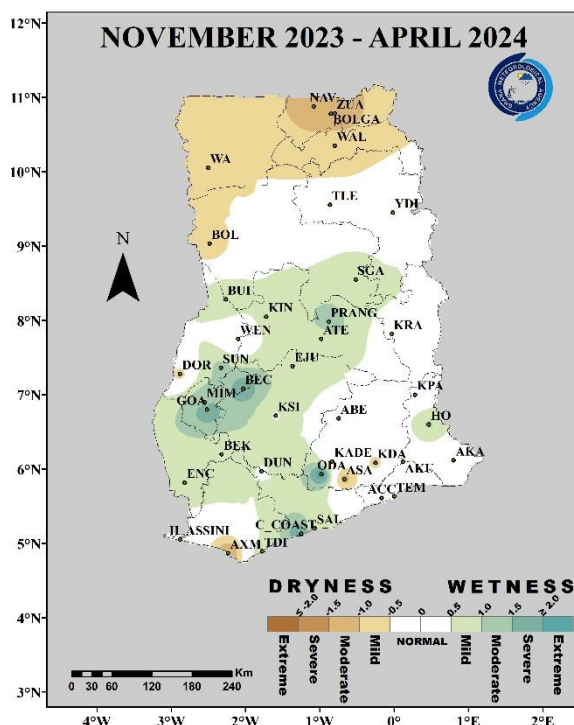 NOVEMBER 2023 - APRIL 2024
12°N
11°N
10°N
9°N
8°N
7°N
6°N
5°N
4°N
3°N
GHANA METEOROLOGICAL AGENCY
NAV
ZUA
BOLGA
WAL
WA
TLE
YDI
BOL
N
SGA
BUI
KIN
PRANG
WEN
ATE
KRA
DOR
SUN
EJU
BEC
GOA
MIM
KPA
KSI
ABE
HO
BEK
KADE
KDA
AKA
ENC
DUN
ODA
ASA
AKU
ACC
TEM
C_COAST
SAL
AXM
TDI
DRYNESS WETNESS
≤ -2.0 -1.5 -1.0 -0.5 0 0.5 1.0 1.5 ≥ 2.0
NORMAL
Extreme Severe Moderate Mild Mild Moderate Severe Extreme
Km
0 30 60 120 180 240
4°W 3°W 2°W 1°W 0° 1°E